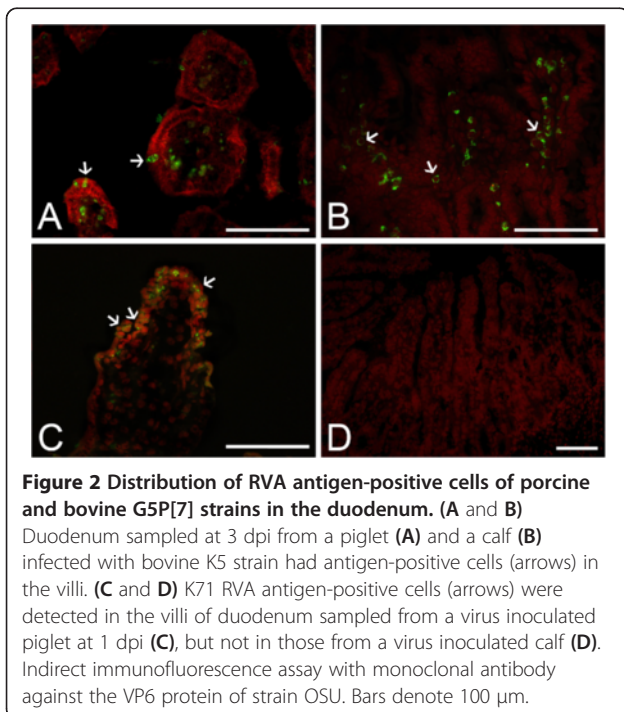 A
B
C
D
Figure 2 Distribution of RVA antigen-positive cells of porcine
and bovine G5P[7] strains in the duodenum. (A and B)
Duodenum sampled at 3 dpi from a piglet (A) and a calf (B)
infected with bovine K5 strain had antigen-positive cells (arrows) in
the villi. (C and D) K71 RVA antigen-positive cells (arrows) were
detected in the villi of duodenum sampled from a virus inoculated
piglet at 1 dpi (C), but not in those from a virus inoculated calf (D).
Indirect immunofluorescence assay with monoclonal antibody
against the VP6 protein of strain OSU. Bars denote 100 μm.